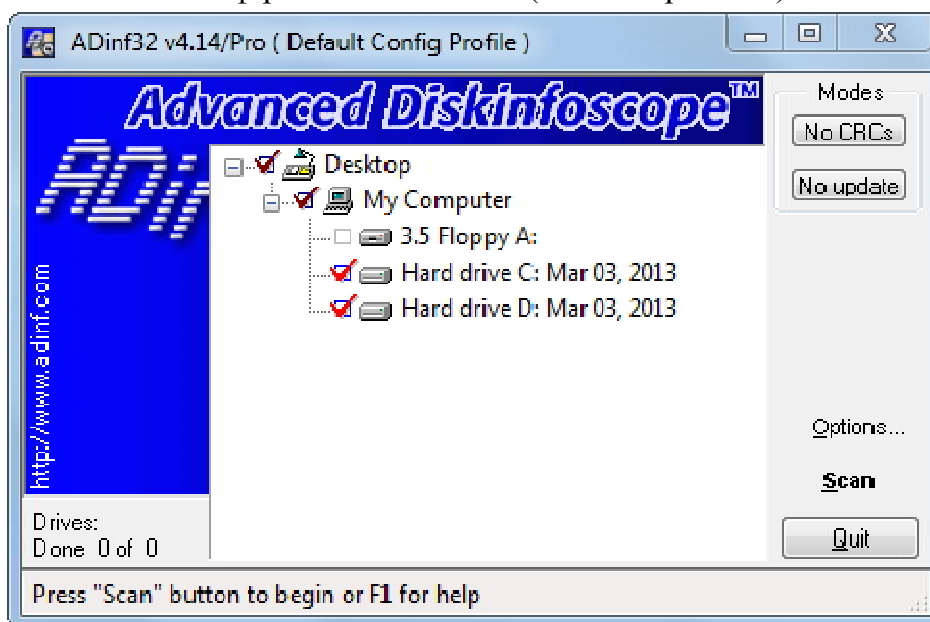 ADinf32 v4.14/Pro ( Default Config Profile )
Advanced Diskinfoscope™
Modes
No CRCs
No update
Desktop
My Computer
3.5 Floppy A:
Hard drive C: Mar 03, 2013
Hard drive D: Mar 03, 2013
http://www.adinf.com
Options...
Scan
Drives:
Done 0 of 0
Quit
Press "Scan" button to begin or F1 for help